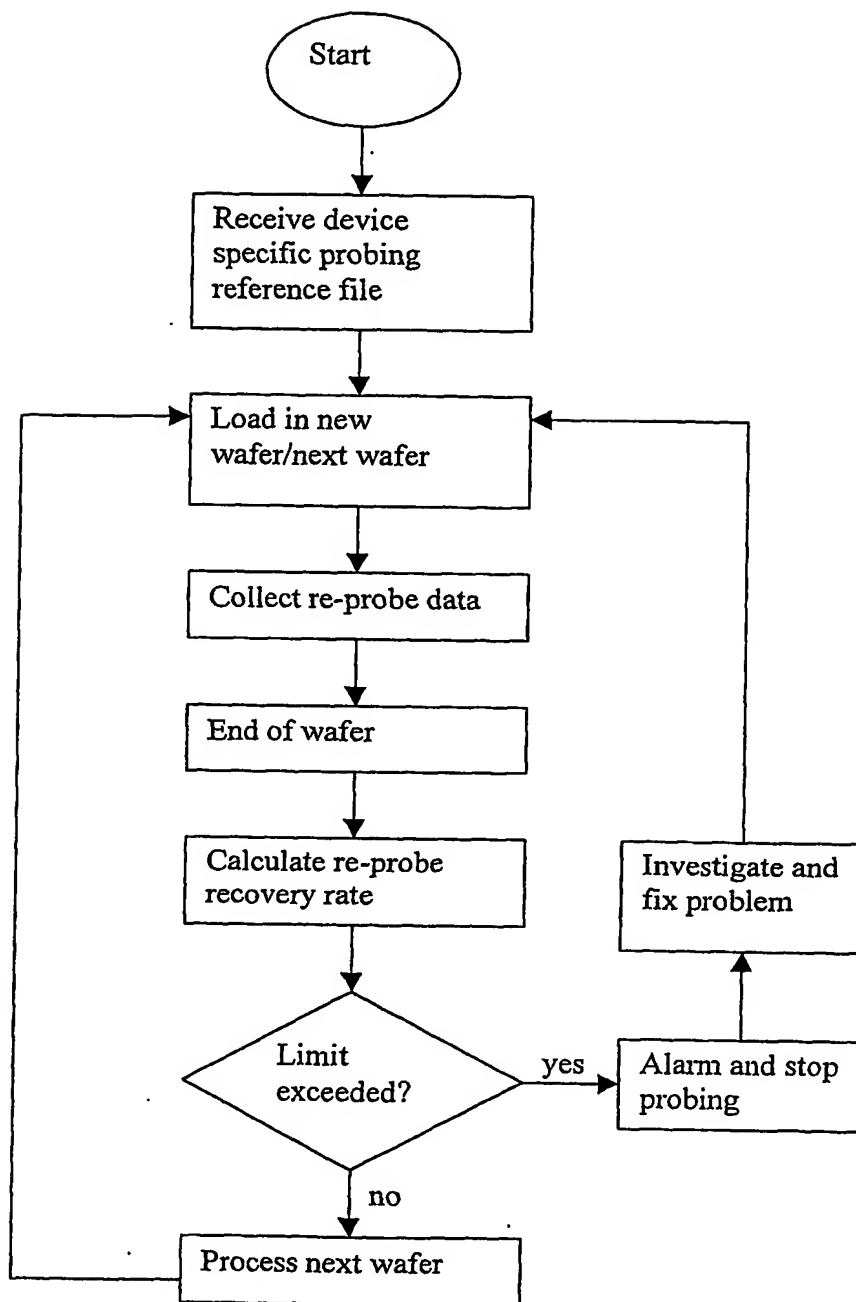 Start
Receive device
specific probing
reference file
Load in new
wafer/next wafer
Collect re-probe data
End of wafer
Calculate re-probe
recovery rate
Limit
exceeded?
yes
Alarm and stop
probing
Investigate and
fix problem
no
Process next wafer